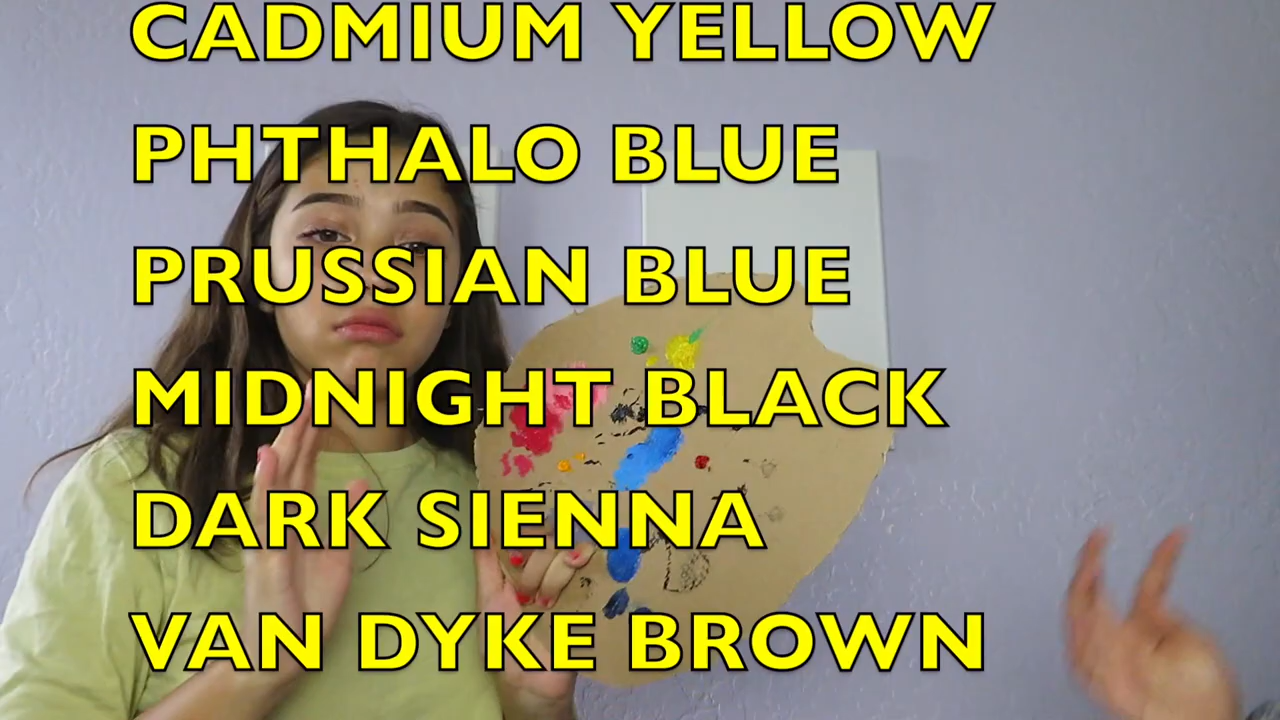 CADMIUM YELLOW
PHTHALO BLUE
PRUSSIAN BLUE
MIDNIGHT BLACK
DARK SIENNA
VAN DYKE BROWN